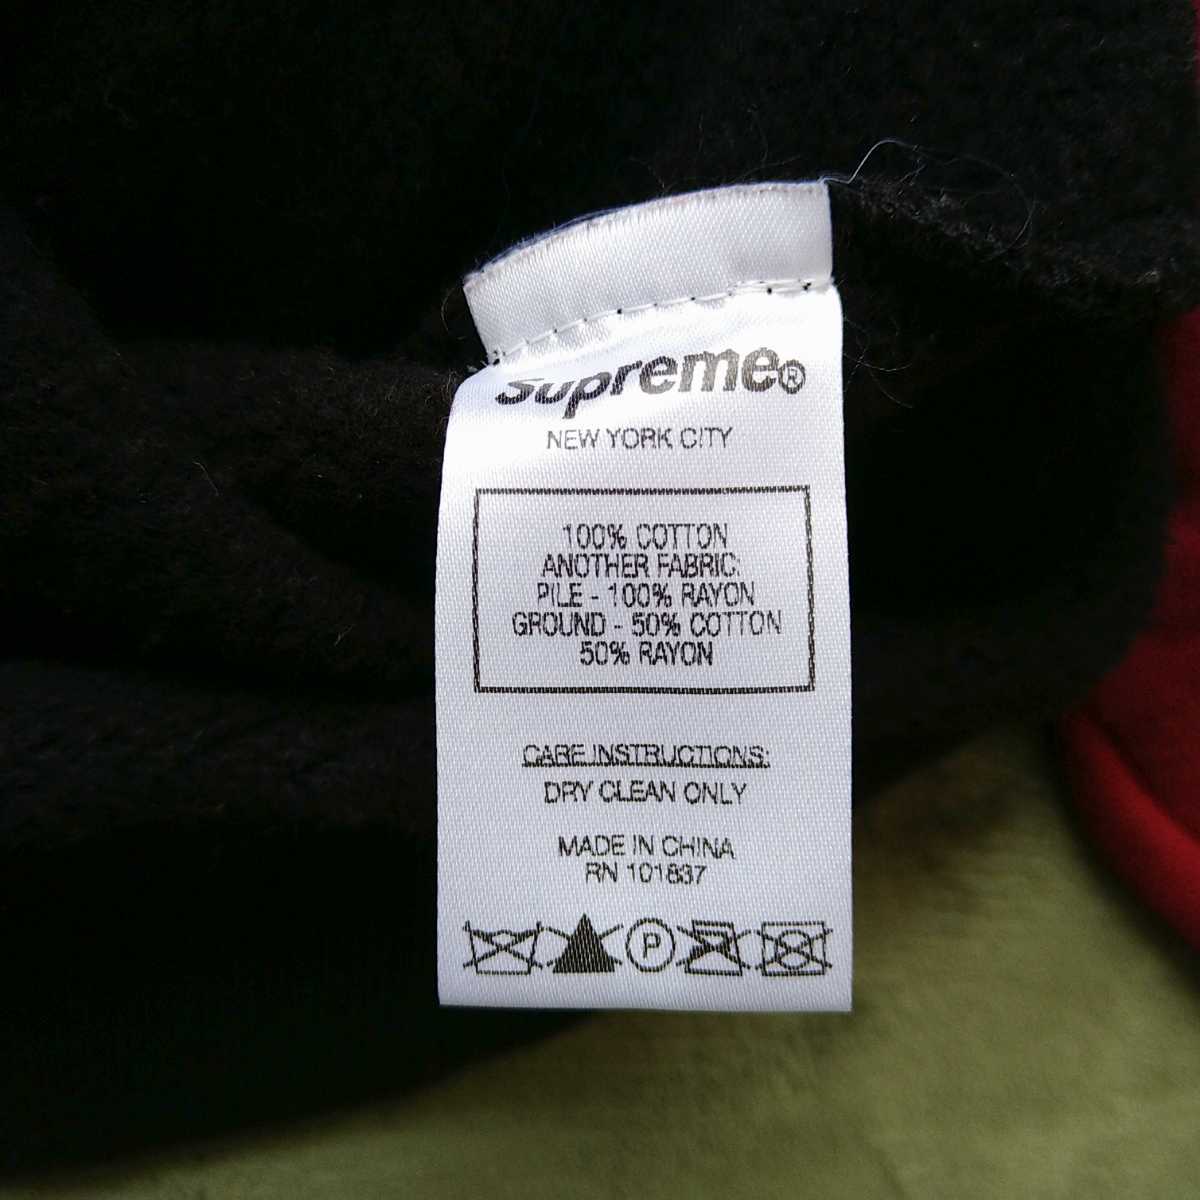 Supreme®
NEW YORK CITY
100% COTTON
ANOTHER FABRIC:
PILE - 100% RAYON
GROUND - 50% COTTON
50% RAYON
CARE INSTRUCTIONS:
DRY CLEAN ONLY
MADE IN CHINA
RN 101837
P